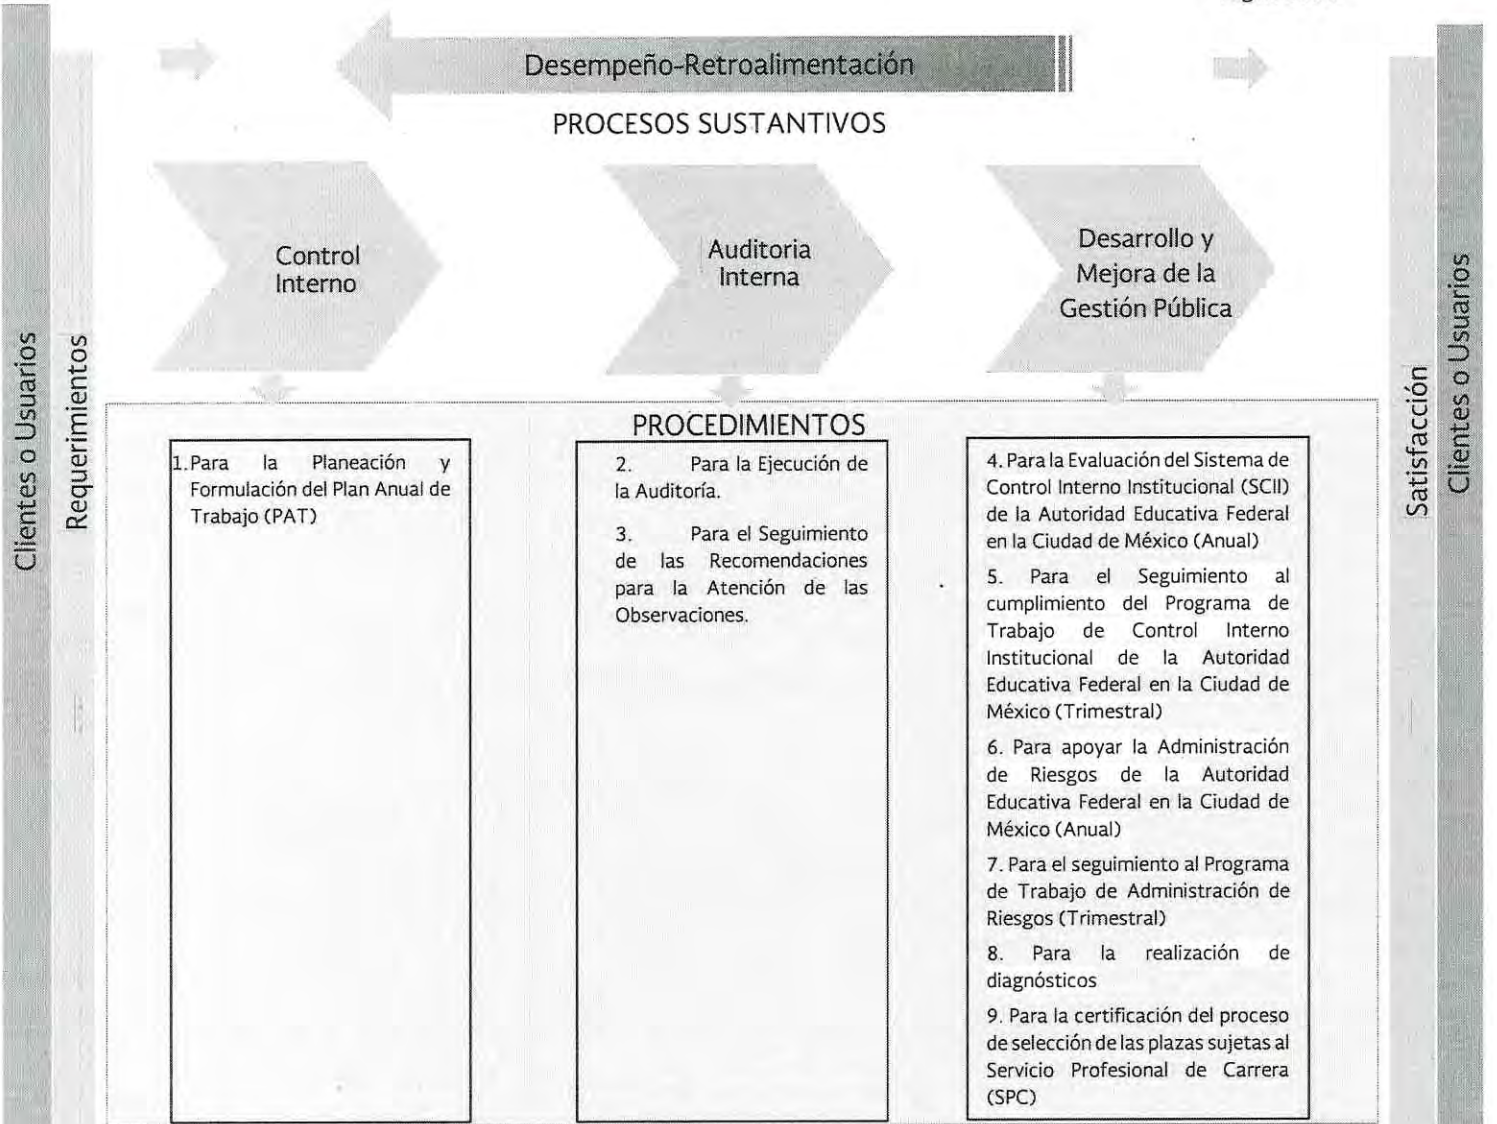 Desempeño-Retroalimentación
PROCESOS SUSTANTIVOS
Clientes o Usuarios
Requerimientos
Control
Interno
Auditoria
Interna
Desarrollo y
Mejora de la
Gestión Pública
Satisfacción
Clientes o Usuarios
PROCEDIMIENTOS
1. Para la Planeación y
Formulación del Plan Anual de
Trabajo (PAT)
2. Para la Ejecución de
la Auditoría.
3. Para el Seguimiento
de las Recomendaciones
para la Atención de las
Observaciones.
4. Para la Evaluación del Sistema de
Control Interno Institucional (SCII)
de la Autoridad Educativa Federal
en la Ciudad de México (Anual)
5. Para el Seguimiento al
cumplimiento del Programa de
Trabajo de Control Interno
Institucional de la Autoridad
Educativa Federal en la Ciudad de
México (Trimestral)
6. Para apoyar la Administración
de Riesgos de la Autoridad
Educativa Federal en la Ciudad de
México (Anual)
7. Para el seguimiento al Programa
de Trabajo de Administración de
Riesgos (Trimestral)
8. Para la realización de
diagnósticos
9. Para la certificación del proceso
de selección de las plazas sujetas al
Servicio Profesional de Carrera
(SPC)